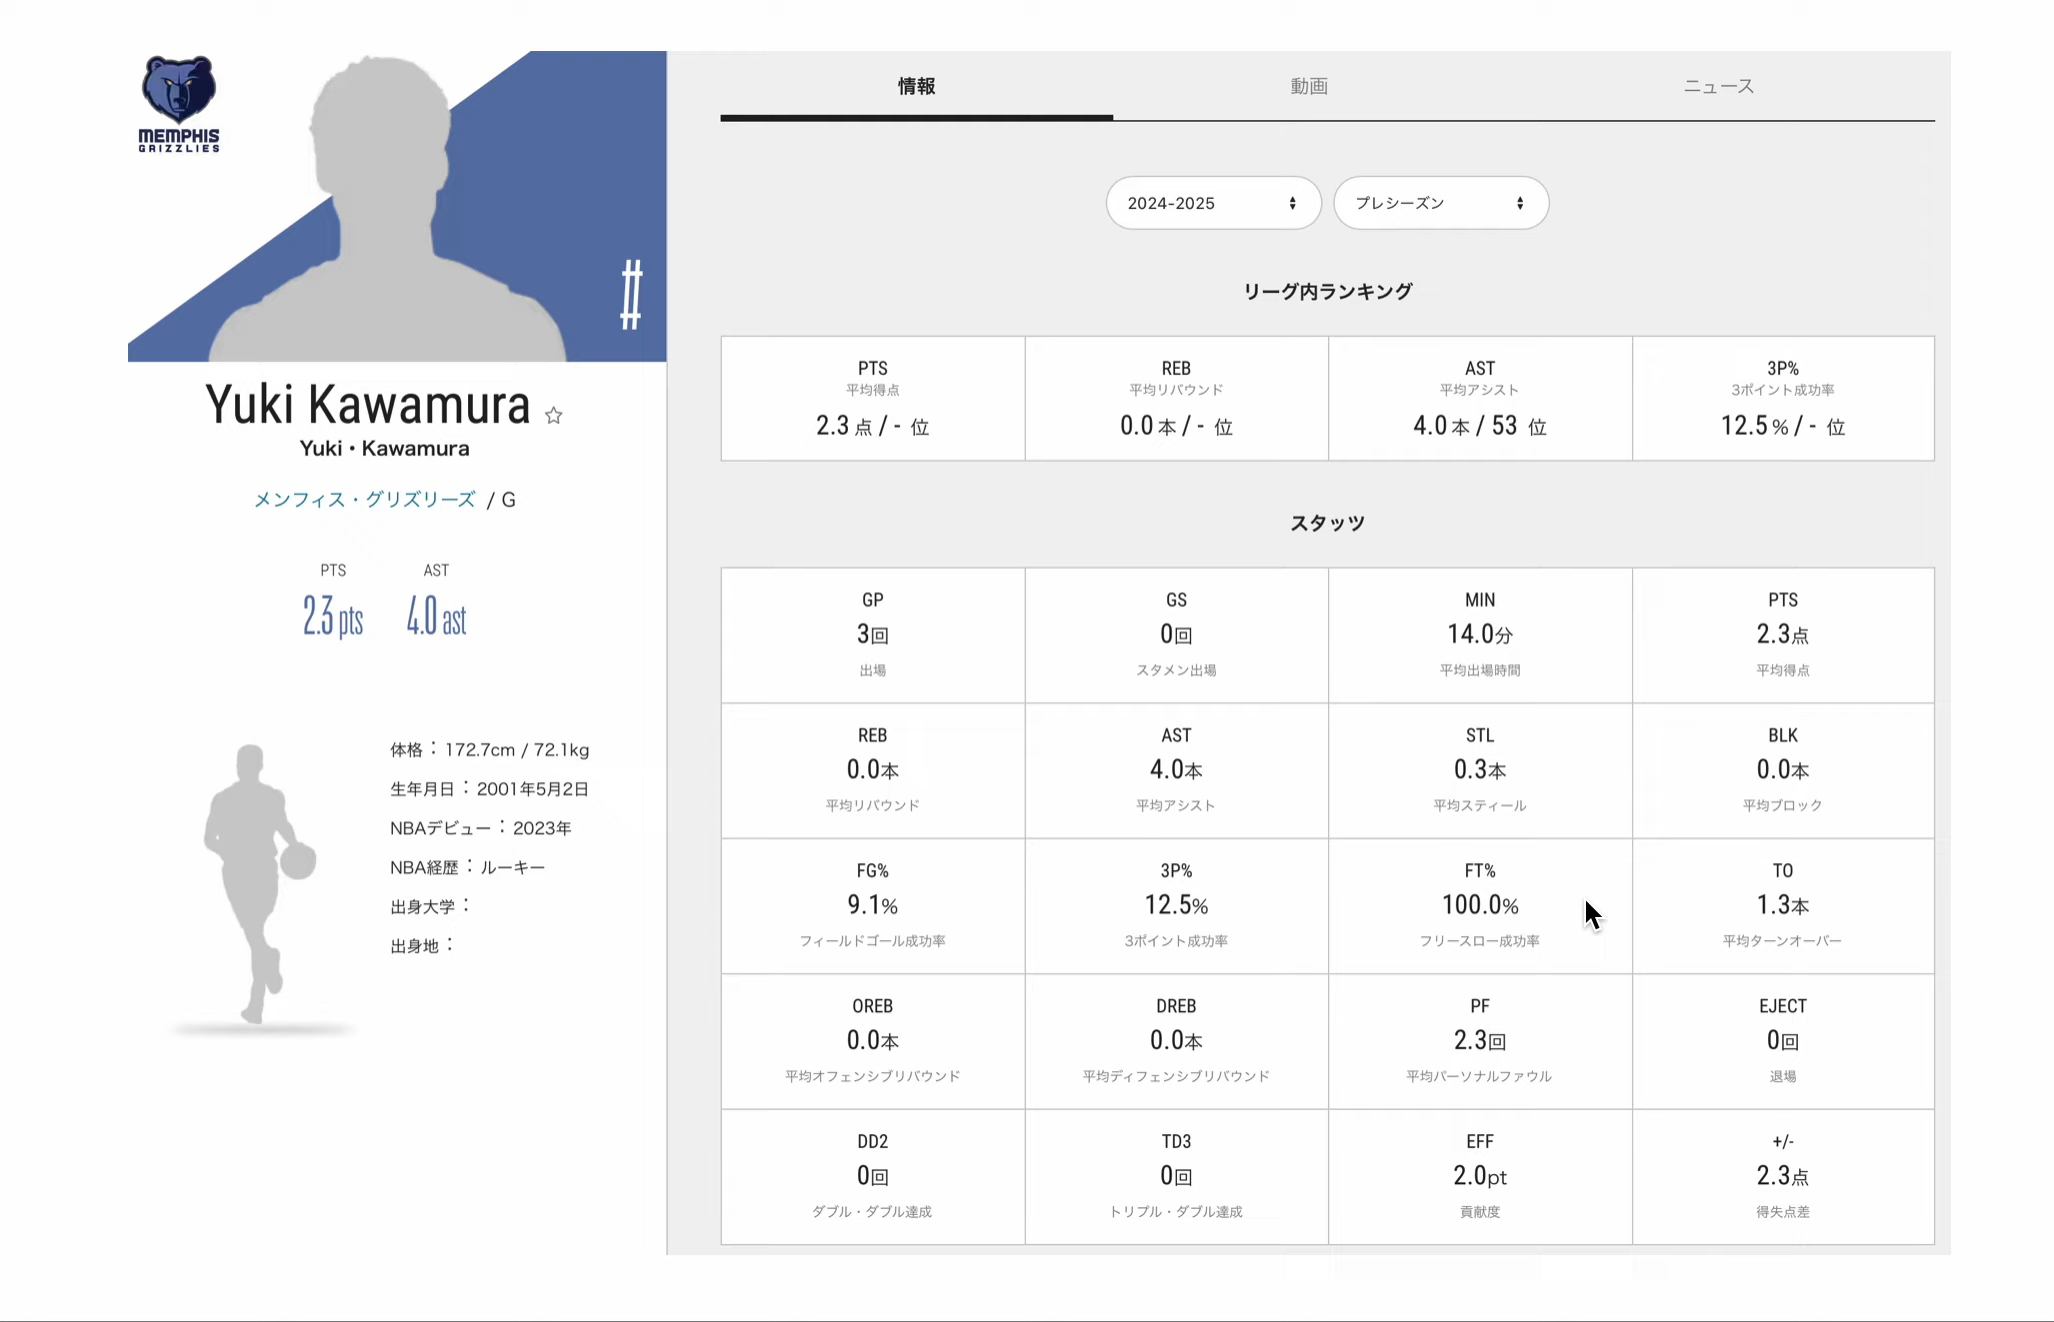 MEMPHIS
GRIZZLIES
#
Yuki Kawamura
Yuki・Kawamura
メンフィス・グリズリーズ / G
PTS AST
2.3 pts 4.0 ast
体格：172.7cm / 72.1kg
生年月日：2001年5月2日
NBAデビュー：2023年
NBA経歴：ルーキー
出身大学：
出身地：
情報 動画 ニュース
2024-2025 プレシーズン
リーグ内ランキング
PTS REB AST 3P%
平均得点 平均リバウンド 平均アシスト 3ポイント成功率
2.3 点 / - 位 0.0 本 / - 位 4.0 本 / 53 位 12.5 % / - 位
スタッツ
GP GS MIN PTS
3回 0回 14.0分 2.3点
出場 スタメン出場 平均出場時間 平均得点
REB AST STL BLK
0.0本 4.0本 0.3本 0.0本
平均リバウンド 平均アシスト 平均スティール 平均ブロック
FG% 3P% FT% TO
9.1% 12.5% 100.0% 1.3本
フィールドゴール成功率 3ポイント成功率 フリースロー成功率 平均ターンオーバー
OREB DREB PF EJECT
0.0本 0.0本 2.3回 0回
平均オフェンシブリバウンド 平均ディフェンシブリバウンド 平均パーソナルファウル 退場
DD2 TD3 EFF +/-
0回 0回 2.0pt 2.3点
ダブル・ダブル達成 トリプル・ダブル達成 貢献度 得失点差